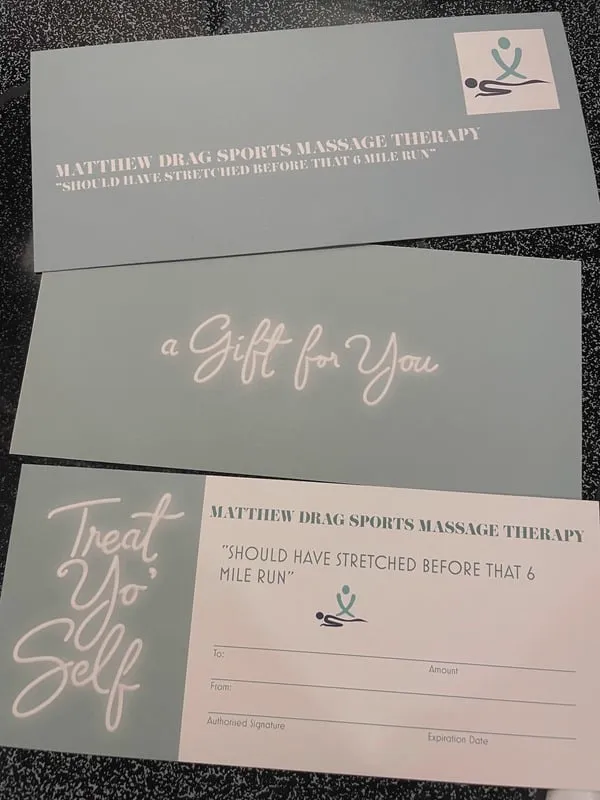 MATTHEW DRAG SPORTS MASSAGE THERAPY
"SHOULD HAVE STRETCHED BEFORE THAT 6 MILE RUN"
a Gift for You
Treat
Yo'
Self
MATTHEW DRAG SPORTS MASSAGE THERAPY
"SHOULD HAVE STRETCHED BEFORE THAT 6
MILE RUN"
To:
Amount
From:
Authorised Signature
Expiration Date